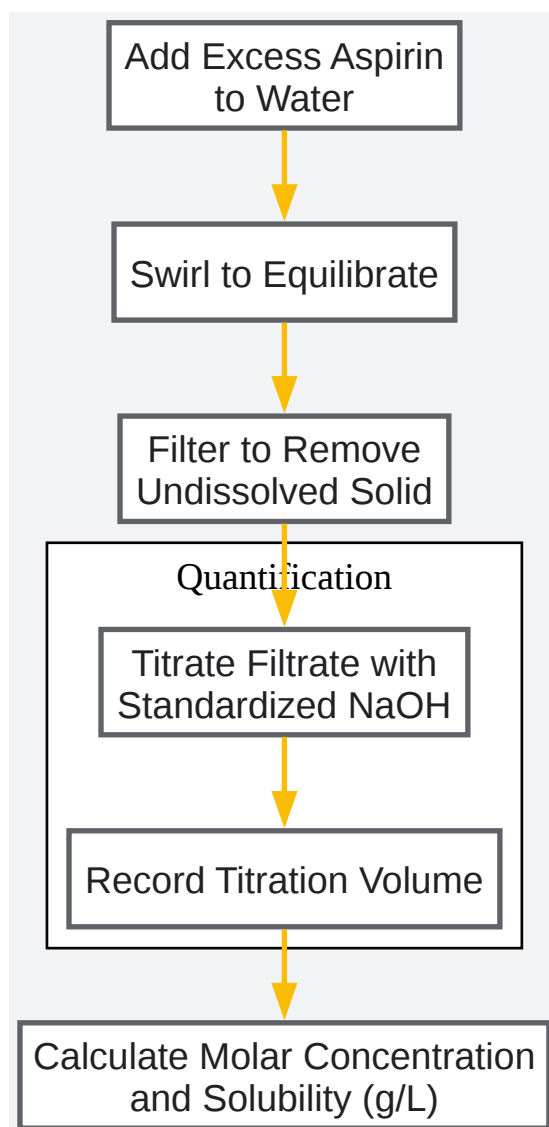 Add Excess Aspirin
to Water
Swirl to Equilibrate
Filter to Remove
Undissolved Solid
Quantification
Titrate Filtrate with
Standardized NaOH
Record Titration Volume
Calculate Molar Concentration
and Solubility (g/L)